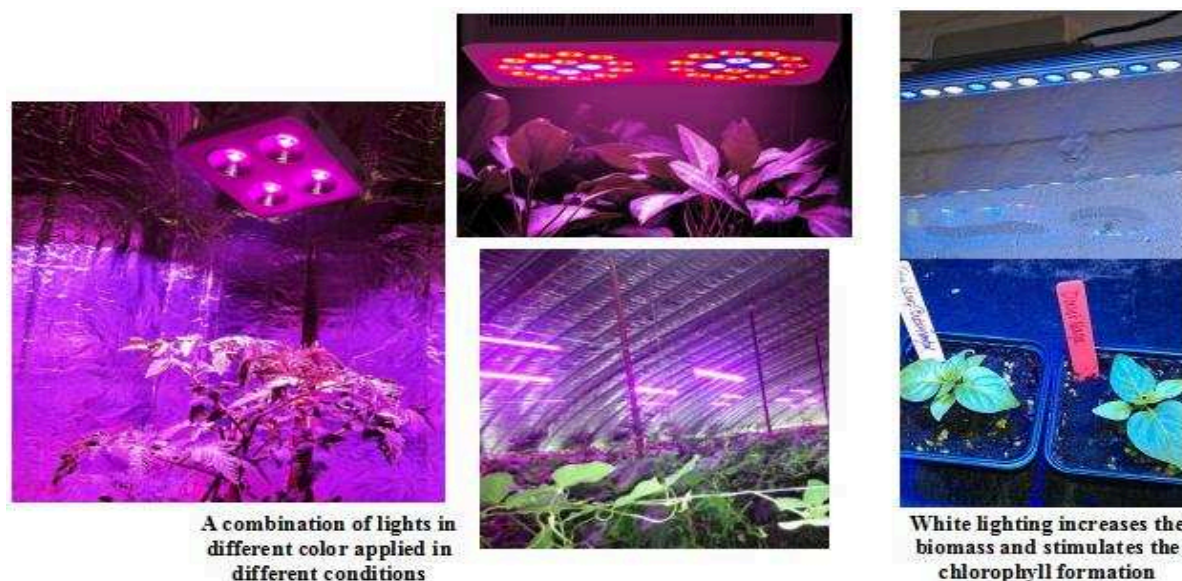 A combination of lights in
different color applied in
different conditions
White lighting increases the
biomass and stimulates the
chlorophyll formation